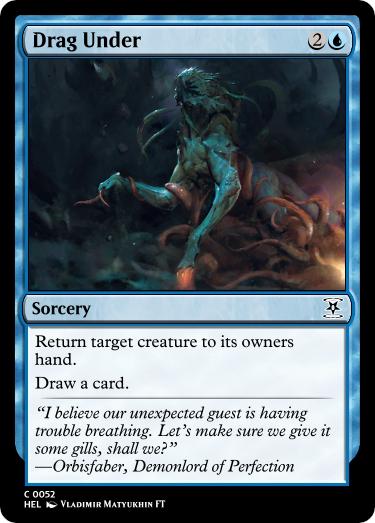 Drag Under 2
Sorcery
Return target creature to its owners
hand.
Draw a card.
“I believe our unexpected guest is having
trouble breathing. Let’s make sure we give it
some gills, shall we?”
—Orbisfaber, Demonlord of Perfection
C 0052
HEL Vladimir Matyukhin FT